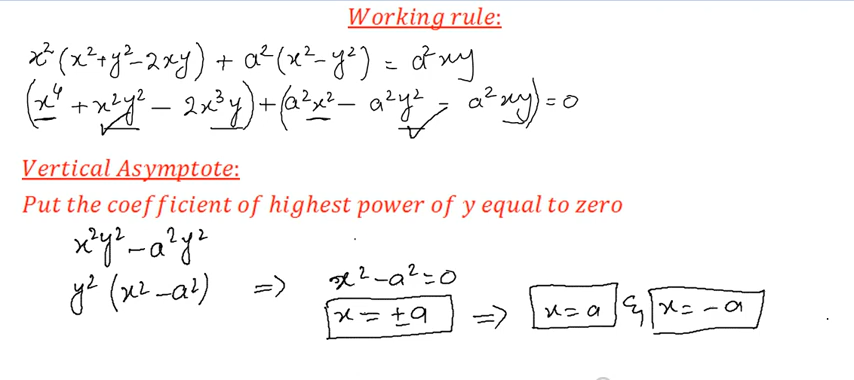 Working rule:
x²(x²+y²-2xy) + a²(x²-y²) = a²xy
(x⁴ + x²y² - 2x³y) + (a²x² - a²y² - a²xy) = 0
Vertical Asymptote:
Put the coefficient of highest power of y equal to zero
x²y² - a²y²
y² (x² - a²) => x² - a² = 0
x = ±a => x = a & x = -a